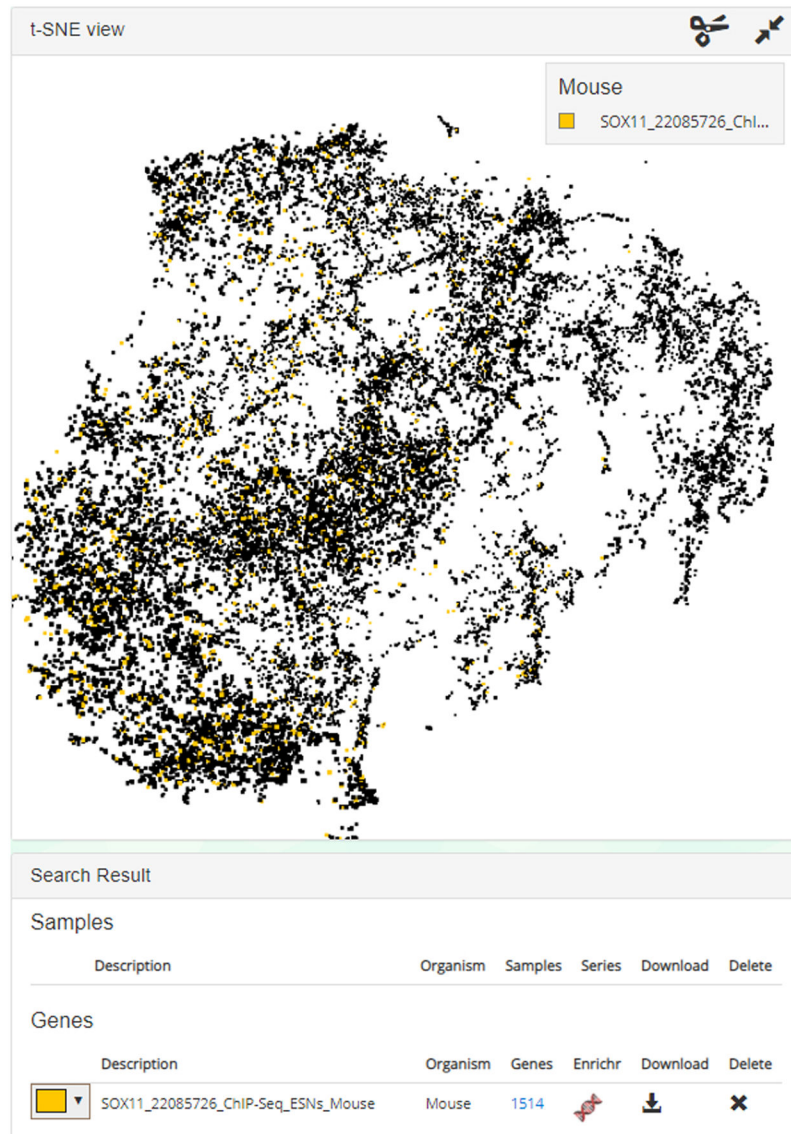 t-SNE view
Mouse
SOX11_22085726_ChI...
Search Result
Samples
Description Organism Samples Series Download Delete
Genes
Description Organism Genes Enrichr Download Delete
SOX11_22085726_ChIP-Seq_ESNs_Mouse Mouse 1514